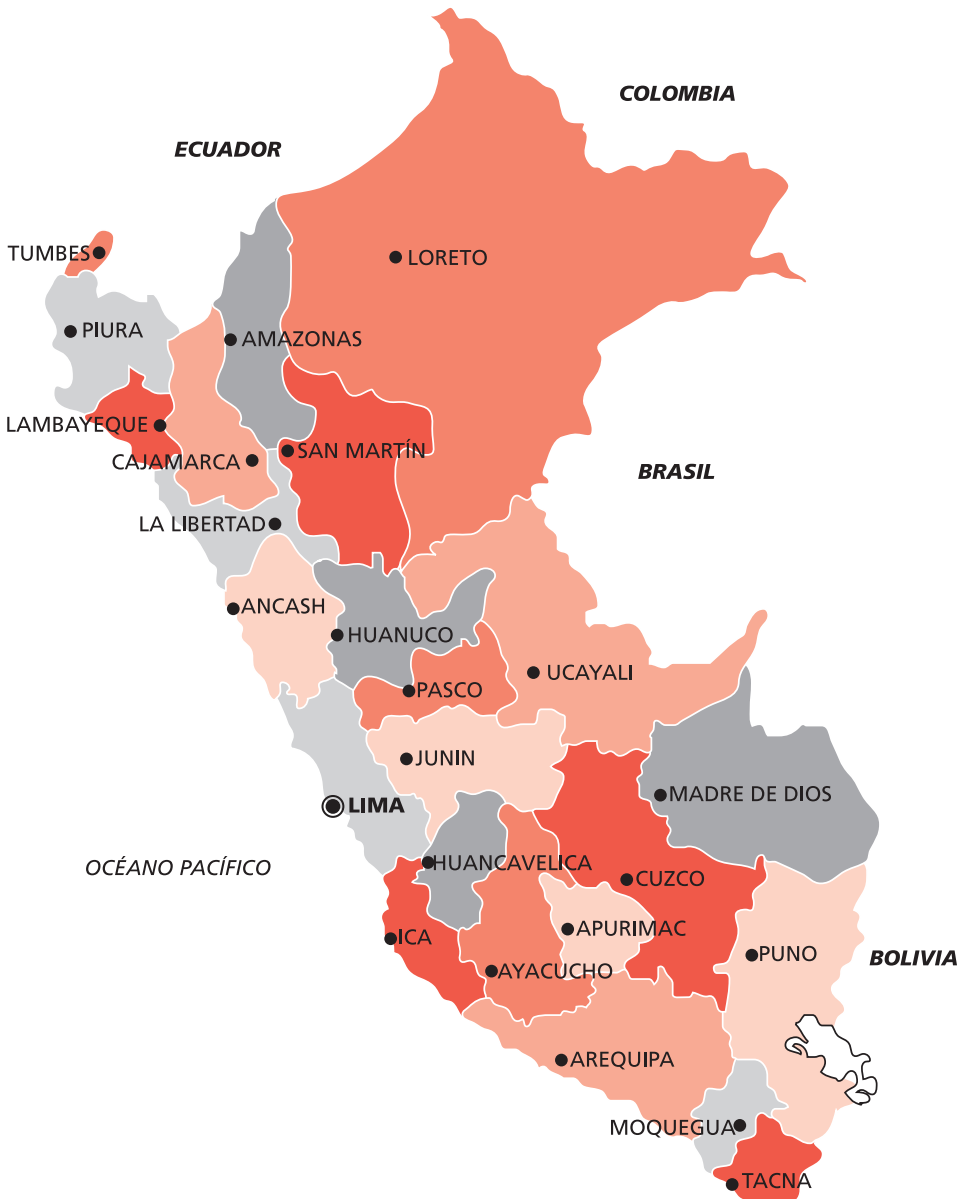 COLOMBIA
ECUADOR
TUMBES
LORETO
PIURA
AMAZONAS
LAMBAYEQUE
SAN MARTÍN
CAJAMARCA
BRASIL
LA LIBERTAD
ANCASH
HUANUCO
UCAYALI
PASCO
JUNIN
MADRE DE DIOS
LIMA
HUANCAVELICA
OCÉANO PACÍFICO
CUZCO
APURIMAC
ICA
PUNO
BOLIVIA
AYACUCHO
AREQUIPA
MOQUEGUA
TACNA